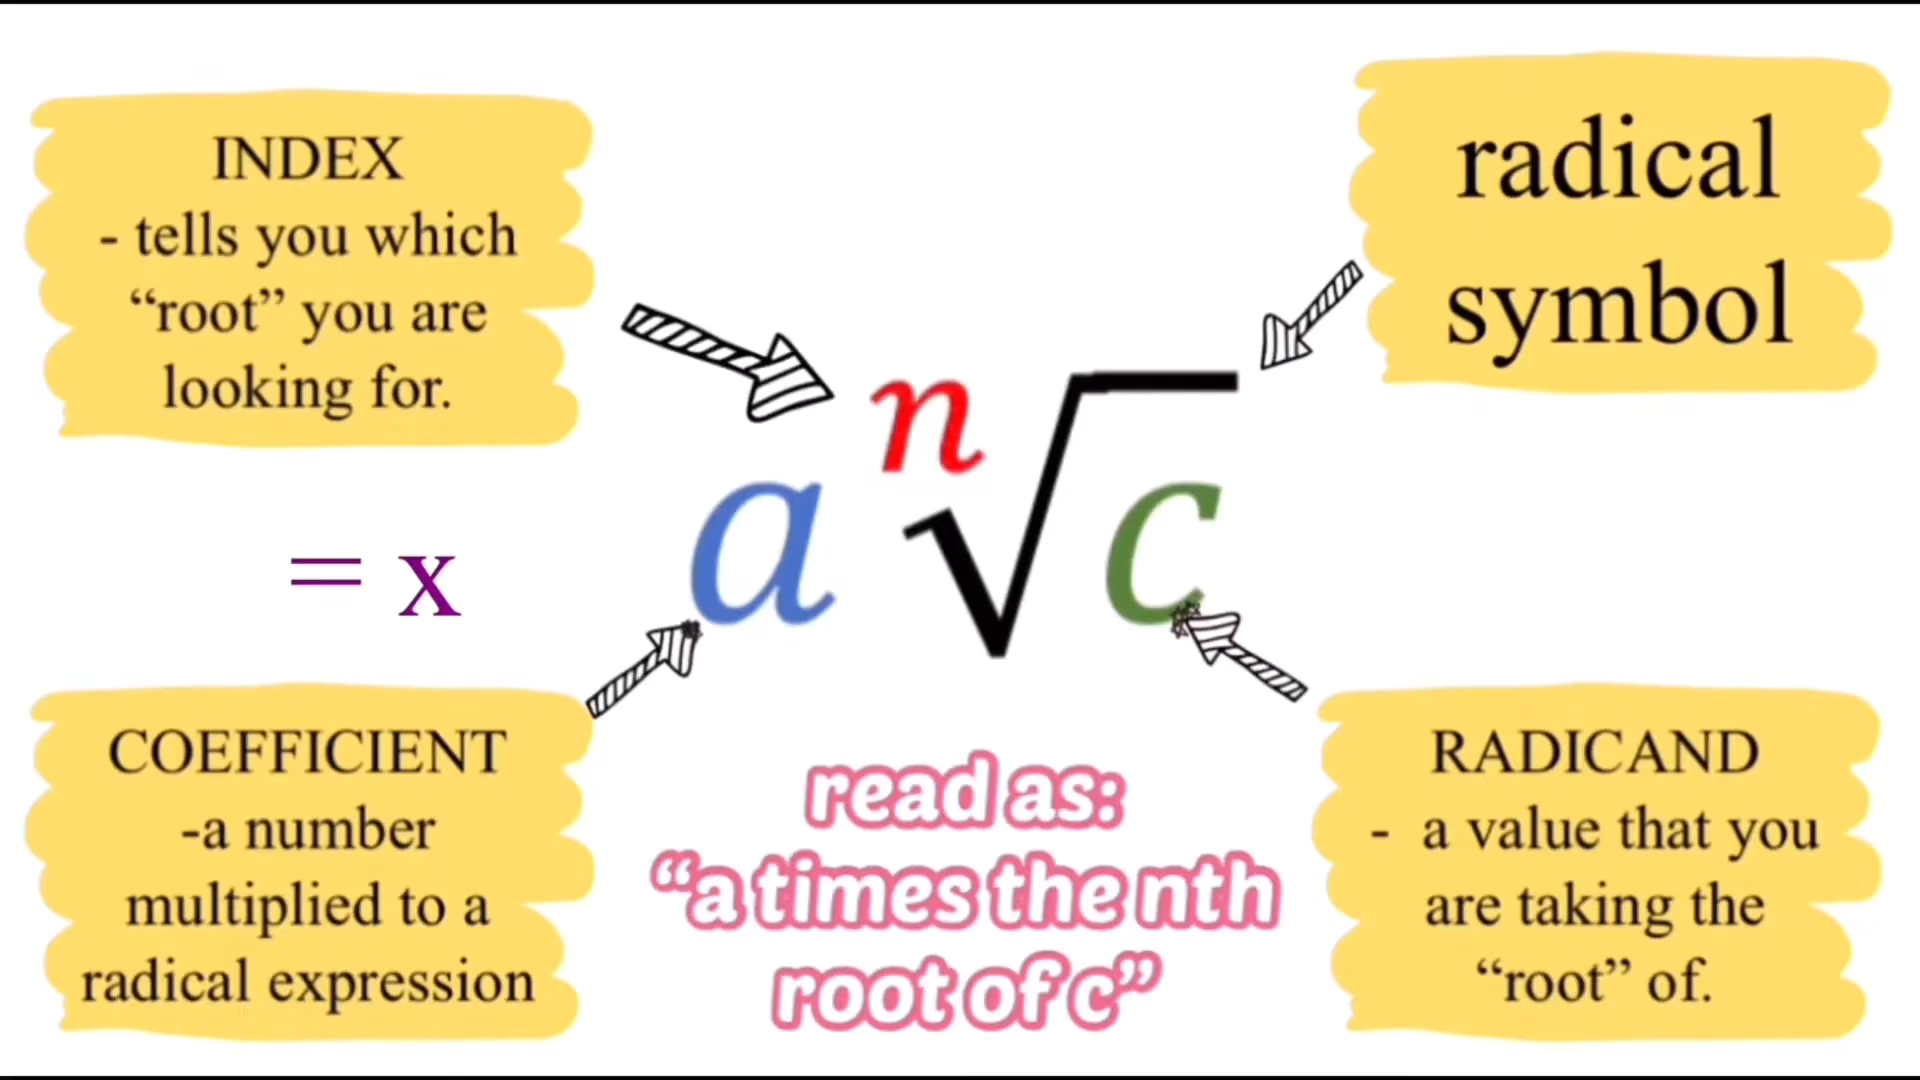 INDEX
- tells you which
“root” you are
looking for.
radical
symbol
= x
a
n
√
c
COEFFICIENT
-a number
multiplied to a
radical expression
read as:
“a times the nth
root of c”
RADICAND
- a value that you
are taking the
“root” of.